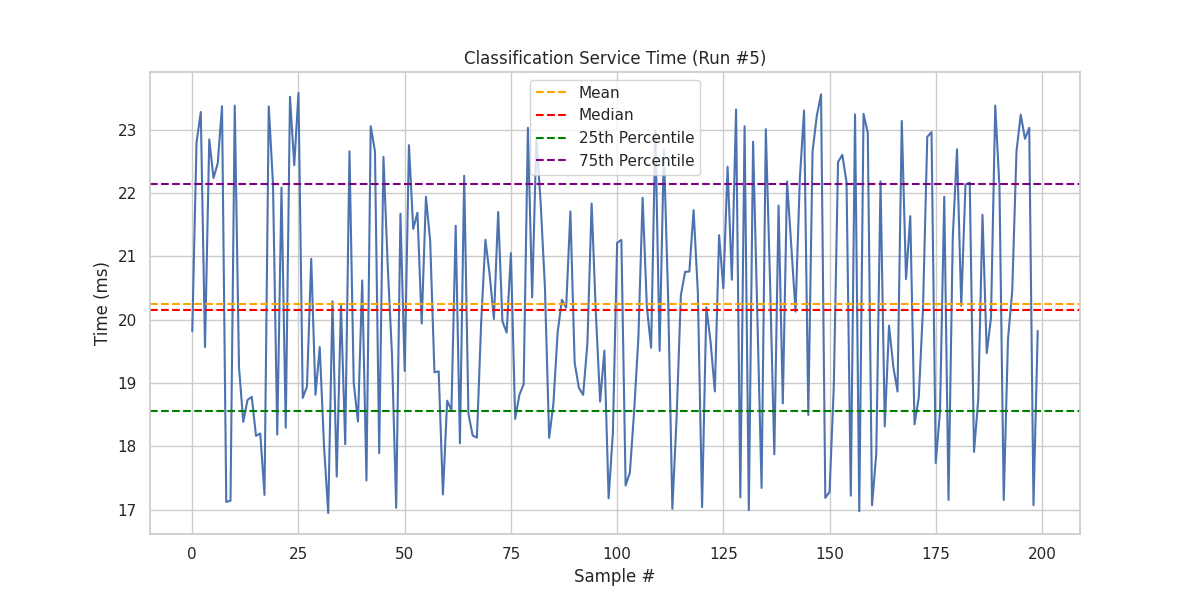 Classification Service Time (Run #5)
Mean
Median
25th Percentile
75th Percentile
Time (ms)
23
22
21
20
19
18
17
0 25 50 75 100 125 150 175 200
Sample #